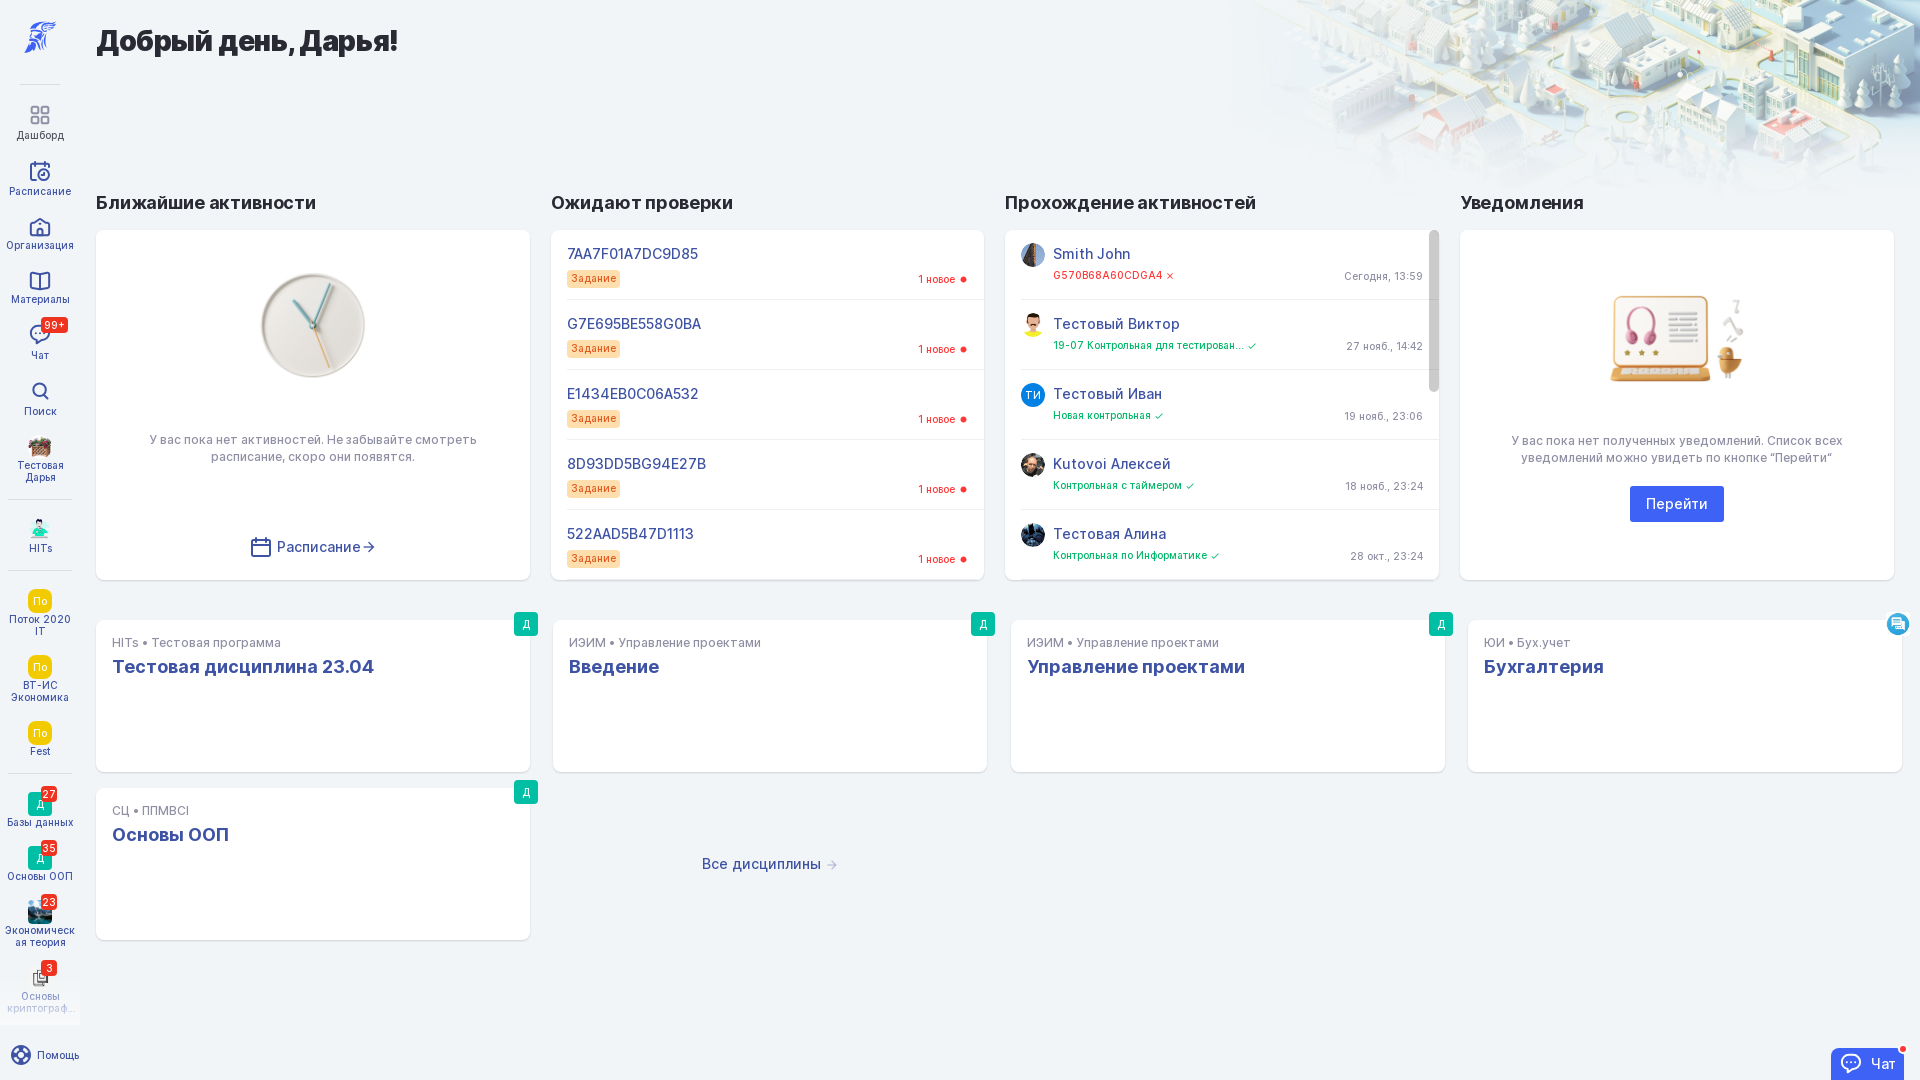 Добрый день, Дарья!
Дашборд
Расписание
Организация
Материалы
99+
Чат
Поиск
Тестовая
Дарья
HITs
По
Поток 2020
IT
По
ВТ-ИС
Экономика
По
Fest
27
Д
Базы данных
35
Д
Основы ООП
23
Экономическ
ая теория
3
Основы
криптограф...
Помощь
Ближайшие активности
У вас пока нет активностей. Не забывайте смотреть
расписание, скоро они появятся.
Расписание
Ожидают проверки
7AA7F01A7DC9D85
Задание
1 новое
G7E695BE558G0BA
Задание
1 новое
E1434EB0C06A532
Задание
1 новое
8D93DD5BG94E27B
Задание
1 новое
522AAD5B47D1113
Задание
1 новое
Прохождение активностей
Smith John
G570B68A60CDGA4
Сегодня, 13:59
Тестовый Виктор
19-07 Контрольная для тестирован...
27 нояб., 14:42
ТИ
Тестовый Иван
Новая контрольная
19 нояб., 23:06
Kutovoi Алексей
Контрольная с таймером
18 нояб., 23:24
Тестовая Алина
Контрольная по Информатике
28 окт., 23:24
Уведомления
У вас пока нет полученных уведомлений. Список всех
уведомлений можно увидеть по кнопке “Перейти”
Перейти
Д
HITs • Тестовая программа
Тестовая дисциплина 23.04
Д
ИЭИМ • Управление проектами
Введение
Д
ИЭИМ • Управление проектами
Управление проектами
ЮИ • Бух.учет
Бухгалтерия
Д
СЦ • ППМВСІ
Основы ООП
Все дисциплины
Чат